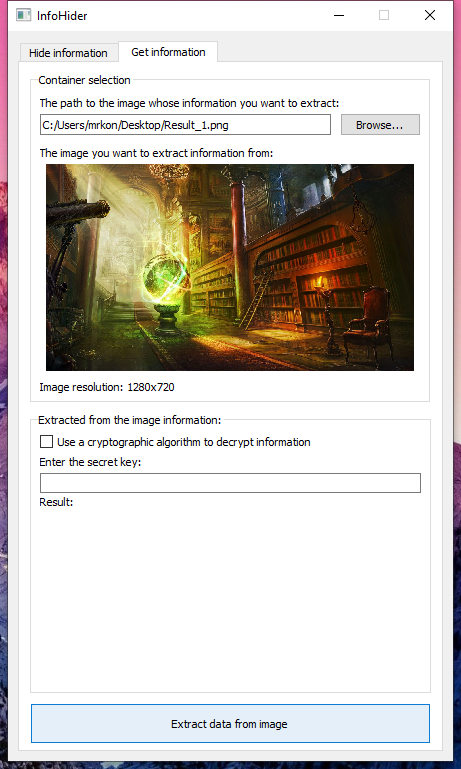 InfoHider
Hide information
Get information
Container selection
The path to the image whose information you want to extract:
C:/Users/mrkon/Desktop/Result_1.png
Browse...
The image you want to extract information from:
Image resolution: 1280x720
Extracted from the image information:
Use a cryptographic algorithm to decrypt information
Enter the secret key:
Result:
Extract data from image